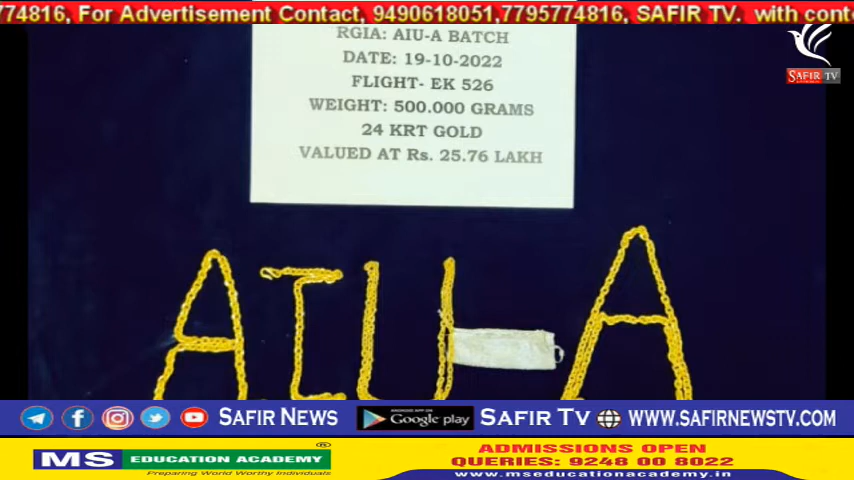 774816, For Advertisement Contact, 9490618051,7795774816, SAFIR TV. with conte
SAFIR TV
RGIA: AIU-A BATCH
DATE: 19-10-2022
FLIGHT- EK 526
WEIGHT: 500.000 GRAMS
24 KRT GOLD
VALUED AT Rs. 25.76 LAKH
AIU-A
SAFIR NEWS
ANDROID APP ON
Google play
SAFIR TV
WWW.SAFIRNEWSTV.COM
MS EDUCATION ACADEMY ®
Preparing World Worthy Individuals
ADMISSIONS OPEN
QUERIES: 9248 00 8022
www.mseducationacademy.in